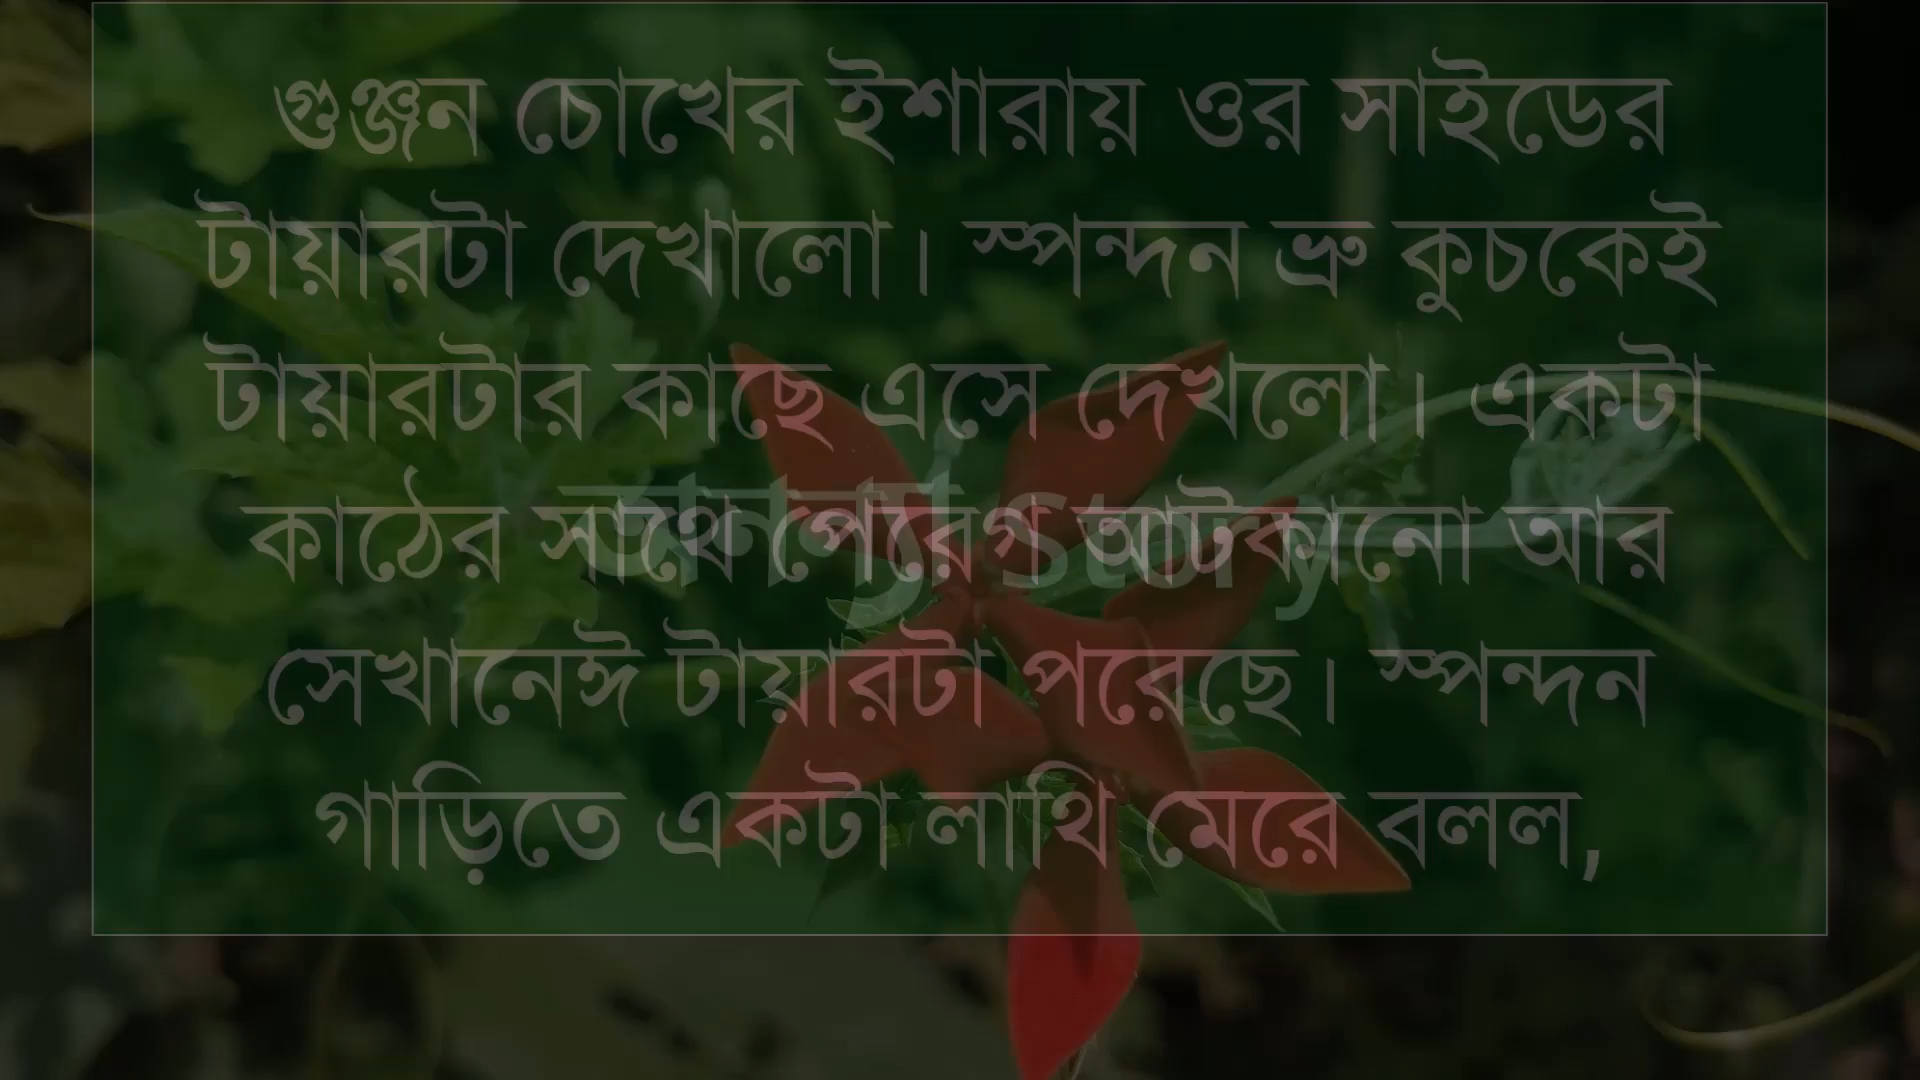 গুঞ্জন চোখের ইশারায় ওর সাইডের
টায়ারটা দেখালো। স্পন্দন ভ্রু কুচকেই
টায়ারটার কাছে এসে দেখলো। একটা
কাঠের সাথে পেরেগ আটকানো আর
সেখানেঈ টায়ারটা পরেছে। স্পন্দন
গাড়িতে একটা লাথি মেরে বলল,
story